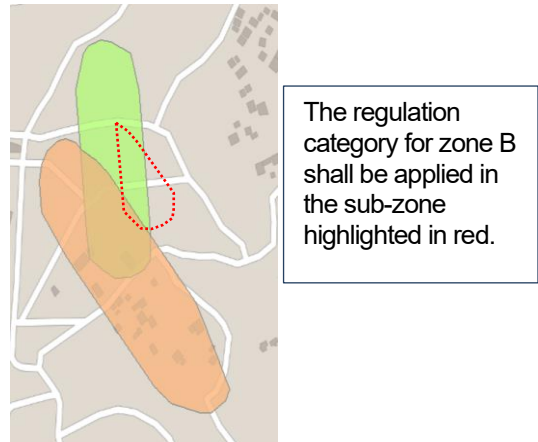 The regulation
category for zone B
shall be applied in
the sub-zone
highlighted in red.